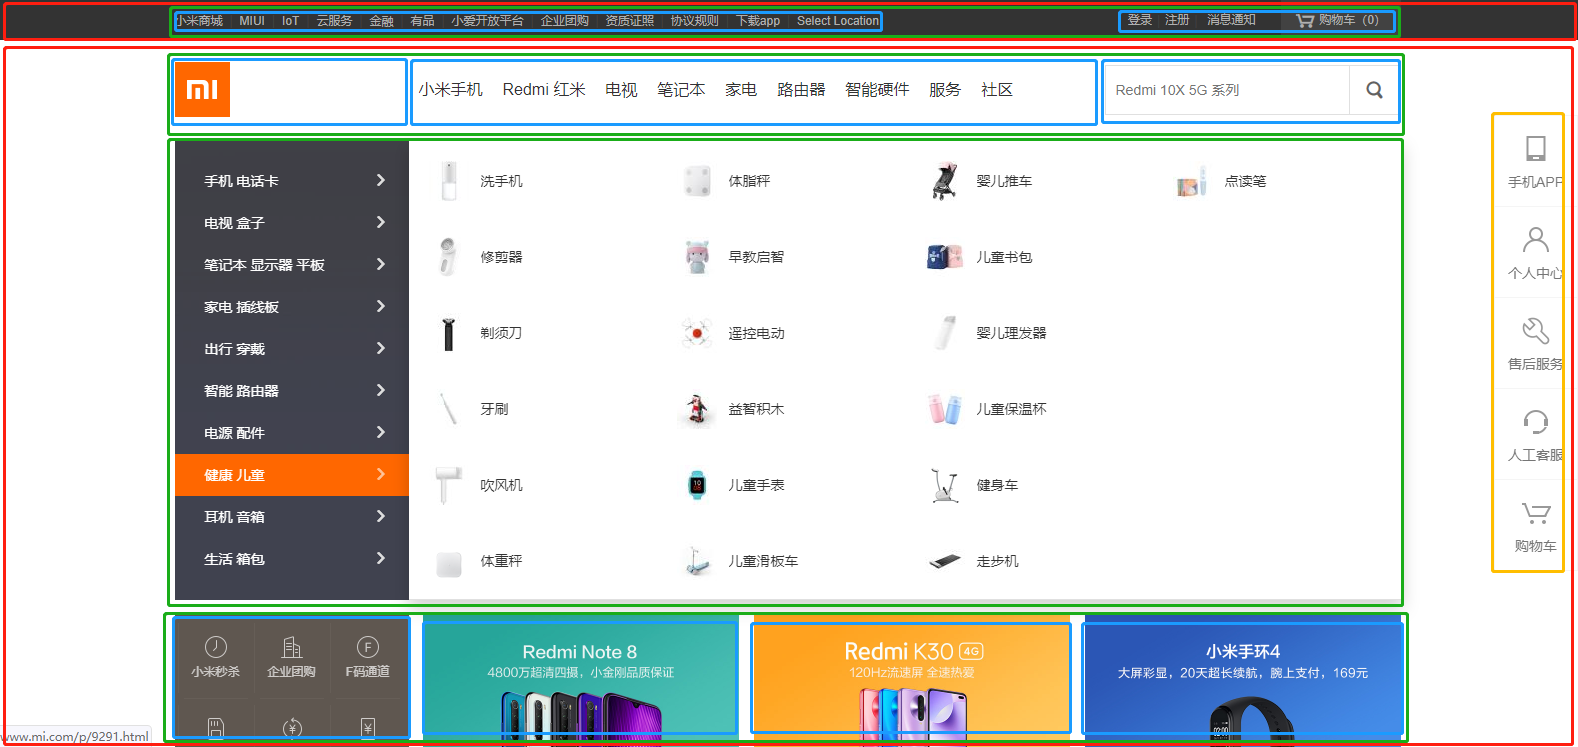 小米商城 MIUI IoT 云服务 金融 有品 小爱开放平台 企业团购 资质证照 协议规则 下载app Select Location 登录 注册 消息通知 购物车 (0)
小米手机 Redmi 红米 电视 笔记本 家电 路由器 智能硬件 服务 社区 Redmi 10X 5G 系列
手机 电话卡
电视 盒子
笔记本 显示器 平板
家电 插线板
出行 穿戴
智能 路由器
电源 配件
健康 儿童
耳机 音箱
生活 箱包
洗手机 体脂秤 婴儿推车 点读笔
修剪器 早教启智 儿童书包
剃须刀 遥控电动 婴儿理发器
牙刷 益智积木 儿童保温杯
吹风机 儿童手表 健身车
体重秤 儿童滑板车 走步机
手机APP
个人中心
售后服务
人工客服
购物车
小米秒杀 企业团购 F码通道
Redmi Note 8
4800万超清四摄，小金刚品质保证
Redmi K30 4G
120Hz流速屏 全速热爱
小米手环4
大屏彩显，20天超长续航，腕上支付，169元
www.mi.com/p/9291.html